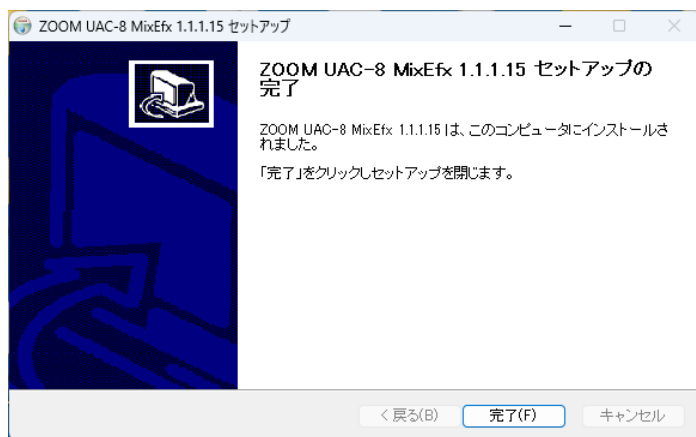 ZOOM UAC-8 MixEfx 1.1.1.15 セットアップ
ZOOM UAC-8 MixEfx 1.1.1.15 セットアップの
完了
ZOOM UAC-8 MixEfx 1.1.1.15 は、このコンピュータにインストールさ
れました。
「完了」をクリックしセットアップを閉じます。
< 戻る(B) 完了(F) キャンセル